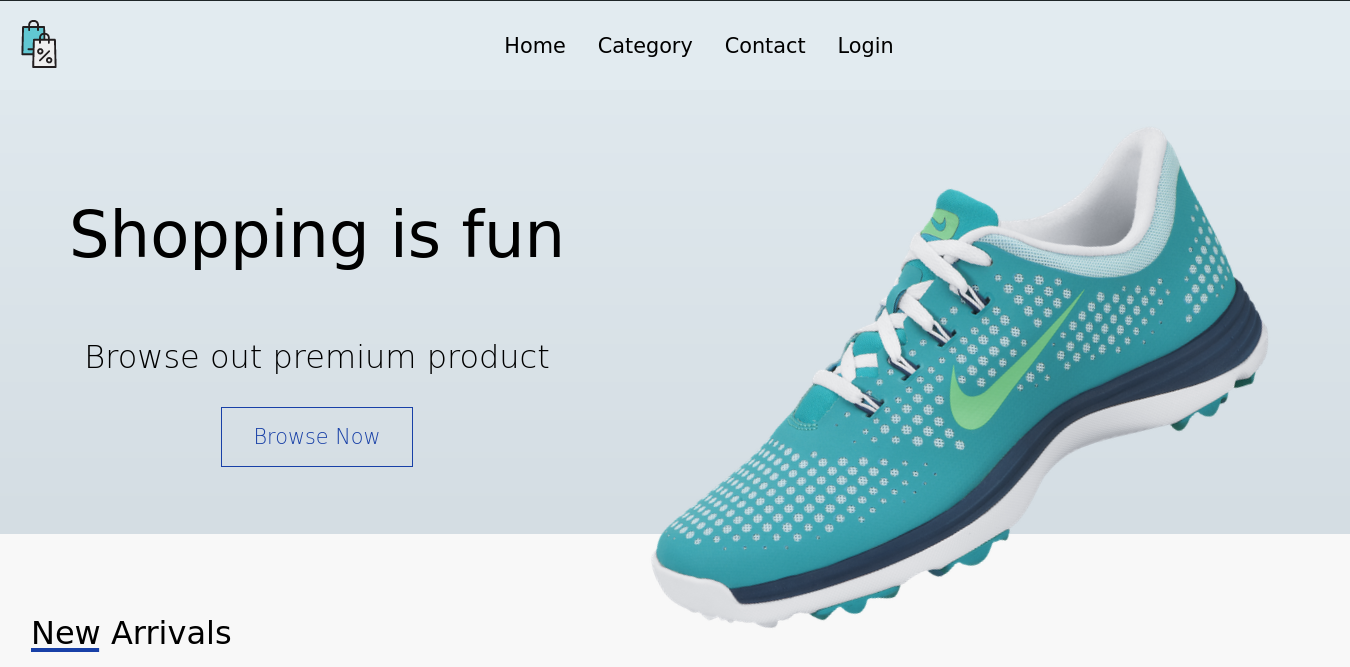 Home Category Contact Login
Shopping is fun
Browse out premium product
Browse Now
New Arrivals